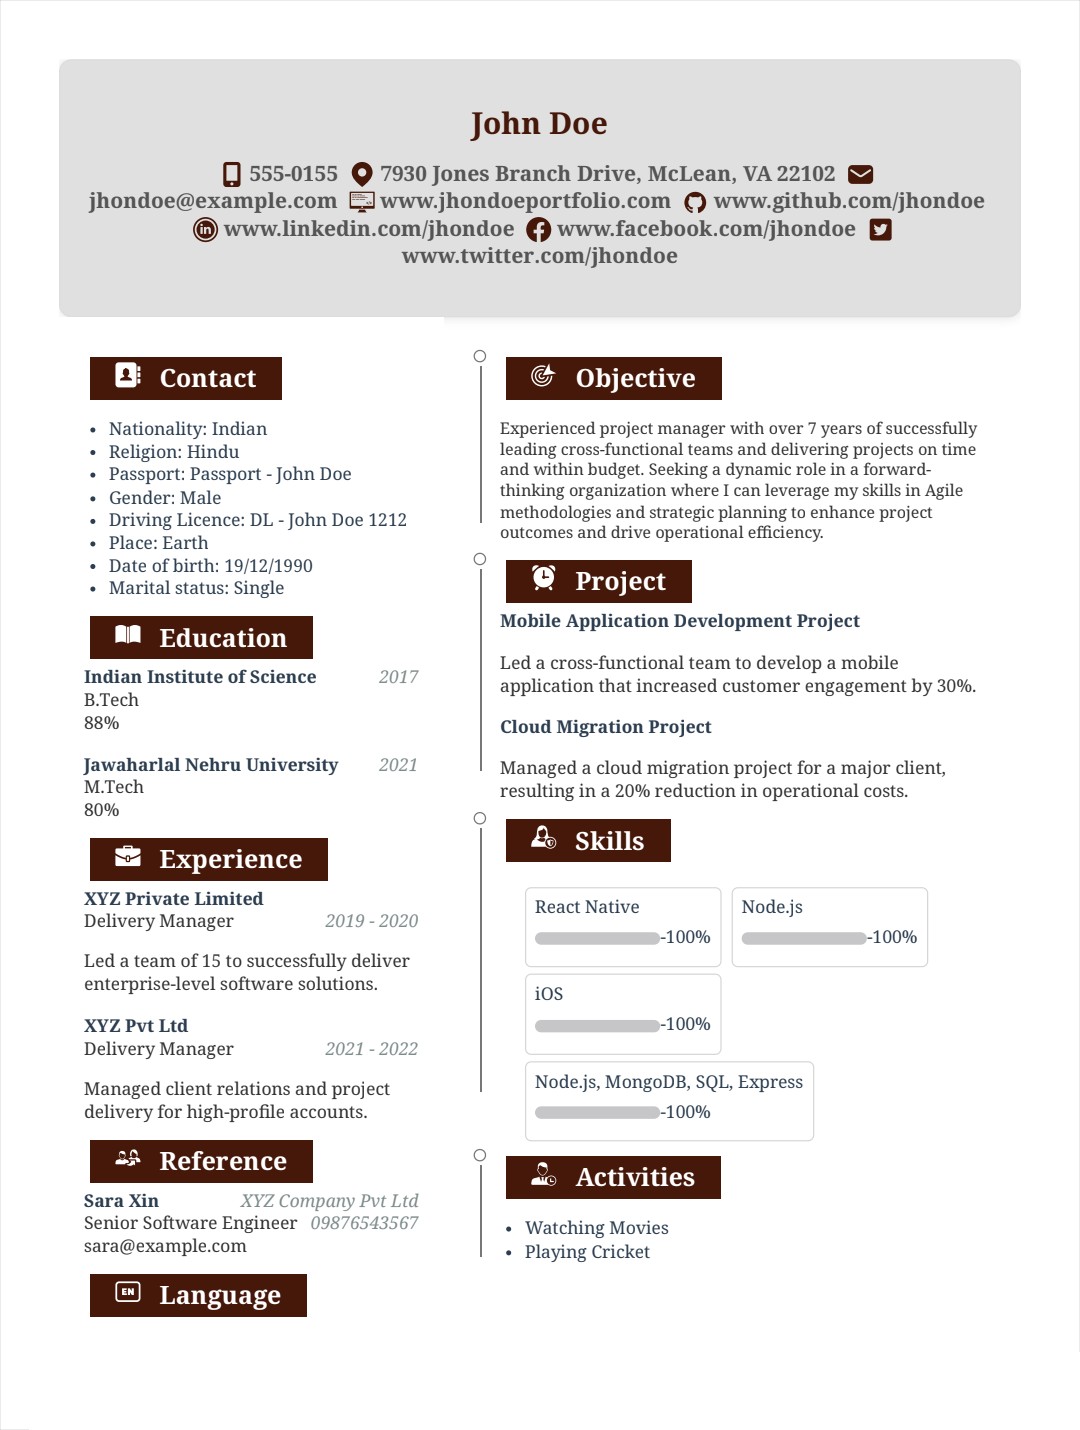 John Doe
555-0155 7930 Jones Branch Drive, McLean, VA 22102
jhondoe@example.com www.jhondoeportfolio.com www.github.com/jhondoe
www.linkedin.com/jhondoe www.facebook.com/jhondoe
www.twitter.com/jhondoe
Contact
• Nationality: Indian
• Religion: Hindu
• Passport: Passport - John Doe
• Gender: Male
• Driving Licence: DL - John Doe 1212
• Place: Earth
• Date of birth: 19/12/1990
• Marital status: Single
Education
Indian Institute of Science 2017
B.Tech
88%
Jawaharlal Nehru University 2021
M.Tech
80%
Experience
XYZ Private Limited
Delivery Manager 2019 - 2020
Led a team of 15 to successfully deliver
enterprise-level software solutions.
XYZ Pvt Ltd
Delivery Manager 2021 - 2022
Managed client relations and project
delivery for high-profile accounts.
Reference
Sara Xin XYZ Company Pvt Ltd
Senior Software Engineer 09876543567
sara@example.com
EN Language
Objective
Experienced project manager with over 7 years of successfully
leading cross-functional teams and delivering projects on time
and within budget. Seeking a dynamic role in a forward-
thinking organization where I can leverage my skills in Agile
methodologies and strategic planning to enhance project
outcomes and drive operational efficiency.
Project
Mobile Application Development Project
Led a cross-functional team to develop a mobile
application that increased customer engagement by 30%.
Cloud Migration Project
Managed a cloud migration project for a major client,
resulting in a 20% reduction in operational costs.
Skills
React Native
-100%
Node.js
-100%
iOS
-100%
Node.js, MongoDB, SQL, Express
-100%
Activities
• Watching Movies
• Playing Cricket